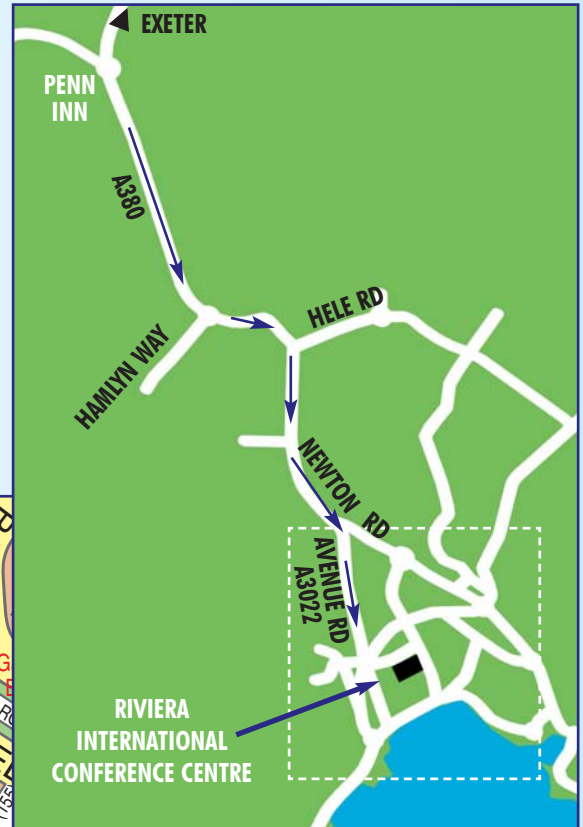 EXETER
PENN
INN
A380
HAMLYN WAY
HELE RD
NEWTON RD
AVENUE RD
A3022
RIVIERA
INTERNATIONAL
CONFERENCE CENTRE